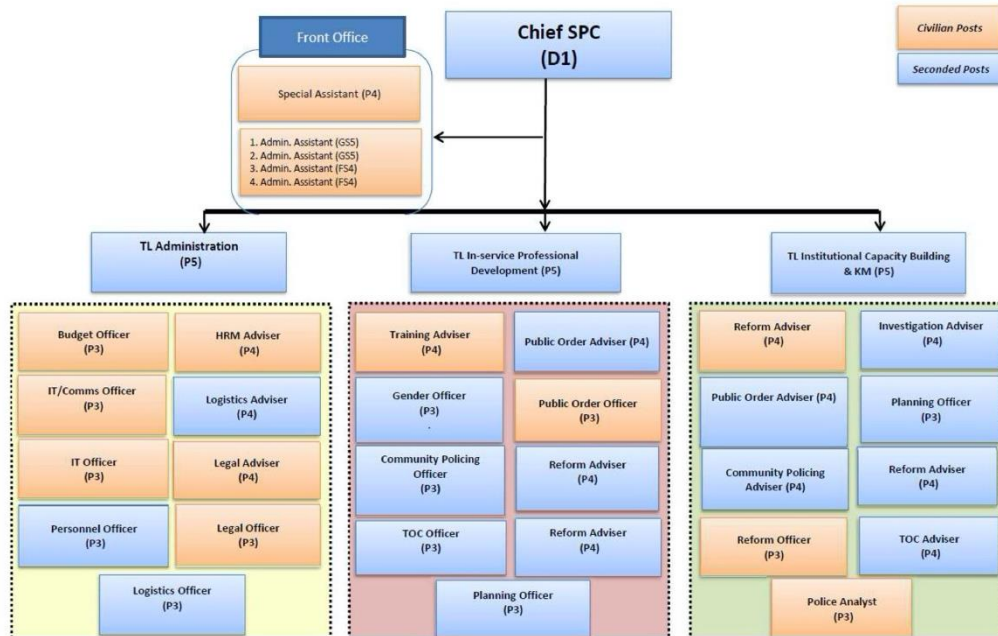 Front Office
Chief SPC
(D1)
Civilian Posts
Seconded Posts
Special Assistant (P4)
1. Admin. Assistant (GS5)
2. Admin. Assistant (GS5)
3. Admin. Assistant (FS4)
4. Admin. Assistant (FS4)
TL Administration
(P5)
TL In-service Professional
Development (P5)
TL Institutional Capacity Building
& KM (P5)
Budget Officer
(P3)
HRM Adviser
(P4)
IT/Comms Officer
(P3)
Logistics Adviser
(P4)
IT Officer
(P3)
Legal Adviser
(P4)
Personnel Officer
(P3)
Legal Officer
(P3)
Logistics Officer
(P3)
Training Adviser
(P4)
Public Order Adviser (P4)
Gender Officer
(P3)
.
Public Order Officer
(P3)
Community Policing
Officer
(P3)
Reform Adviser
(P4)
TOC Officer
(P3)
Reform Adviser
(P4)
Planning Officer
(P3)
Reform Adviser
(P4)
Investigation Adviser
(P4)
Public Order Adviser (P4)
Planning Officer
(P3)
Community Policing
Adviser (P4)
Reform Adviser
(P4)
Reform Officer
(P3)
TOC Adviser
(P4)
Police Analyst
(P3)